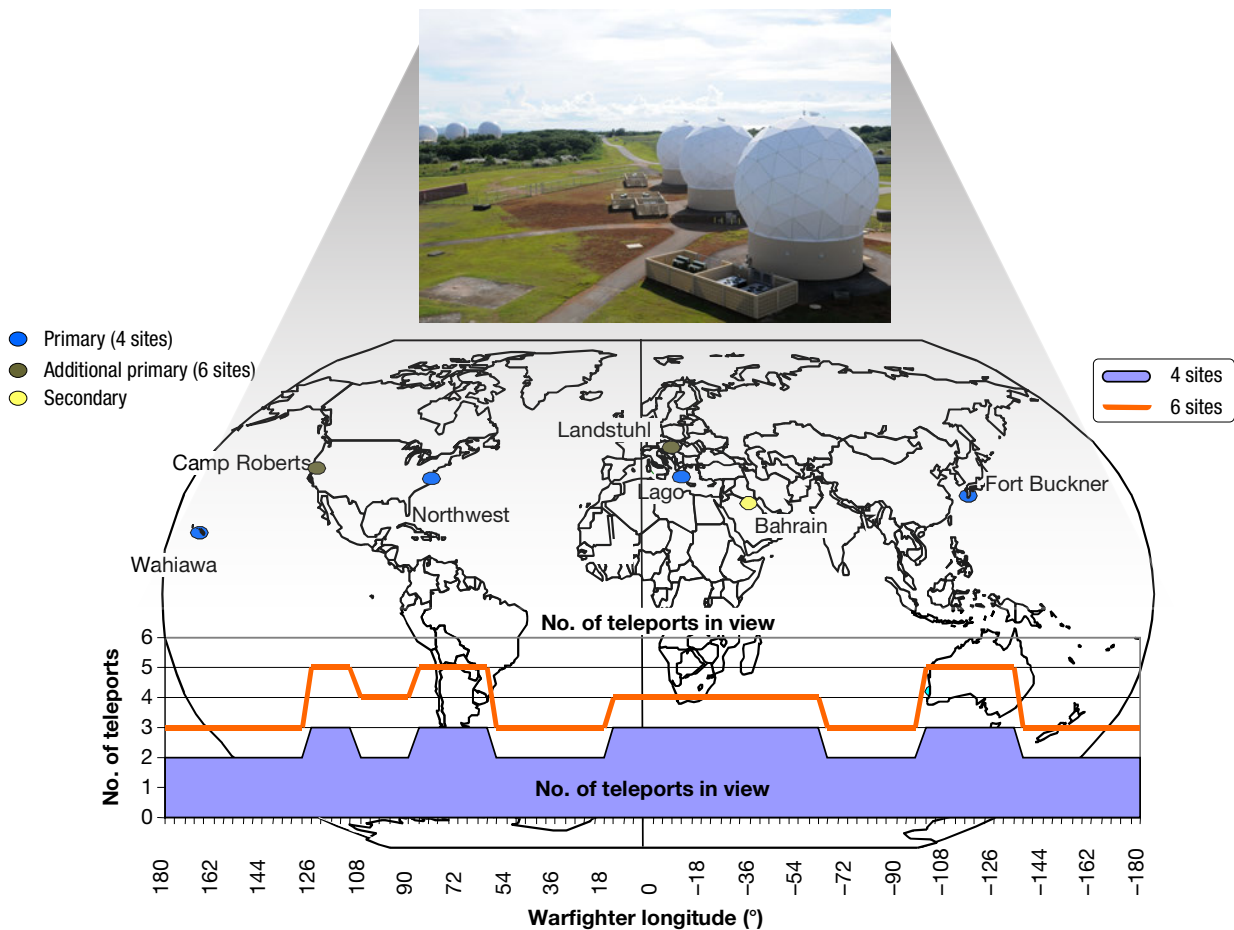 Primary (4 sites)
Additional primary (6 sites)
Secondary
4 sites
6 sites
Landstuhl
Camp Roberts
Lago
Fort Buckner
Northwest
Bahrain
Wahiawa
No. of teleports in view
No. of teleports
6
5
4
3
2
1
0
No. of teleports in view
180
162
144
126
108
90
72
54
36
18
0
−18
−36
−54
−72
−90
−108
−126
−144
−180
Warfighter longitude (°)